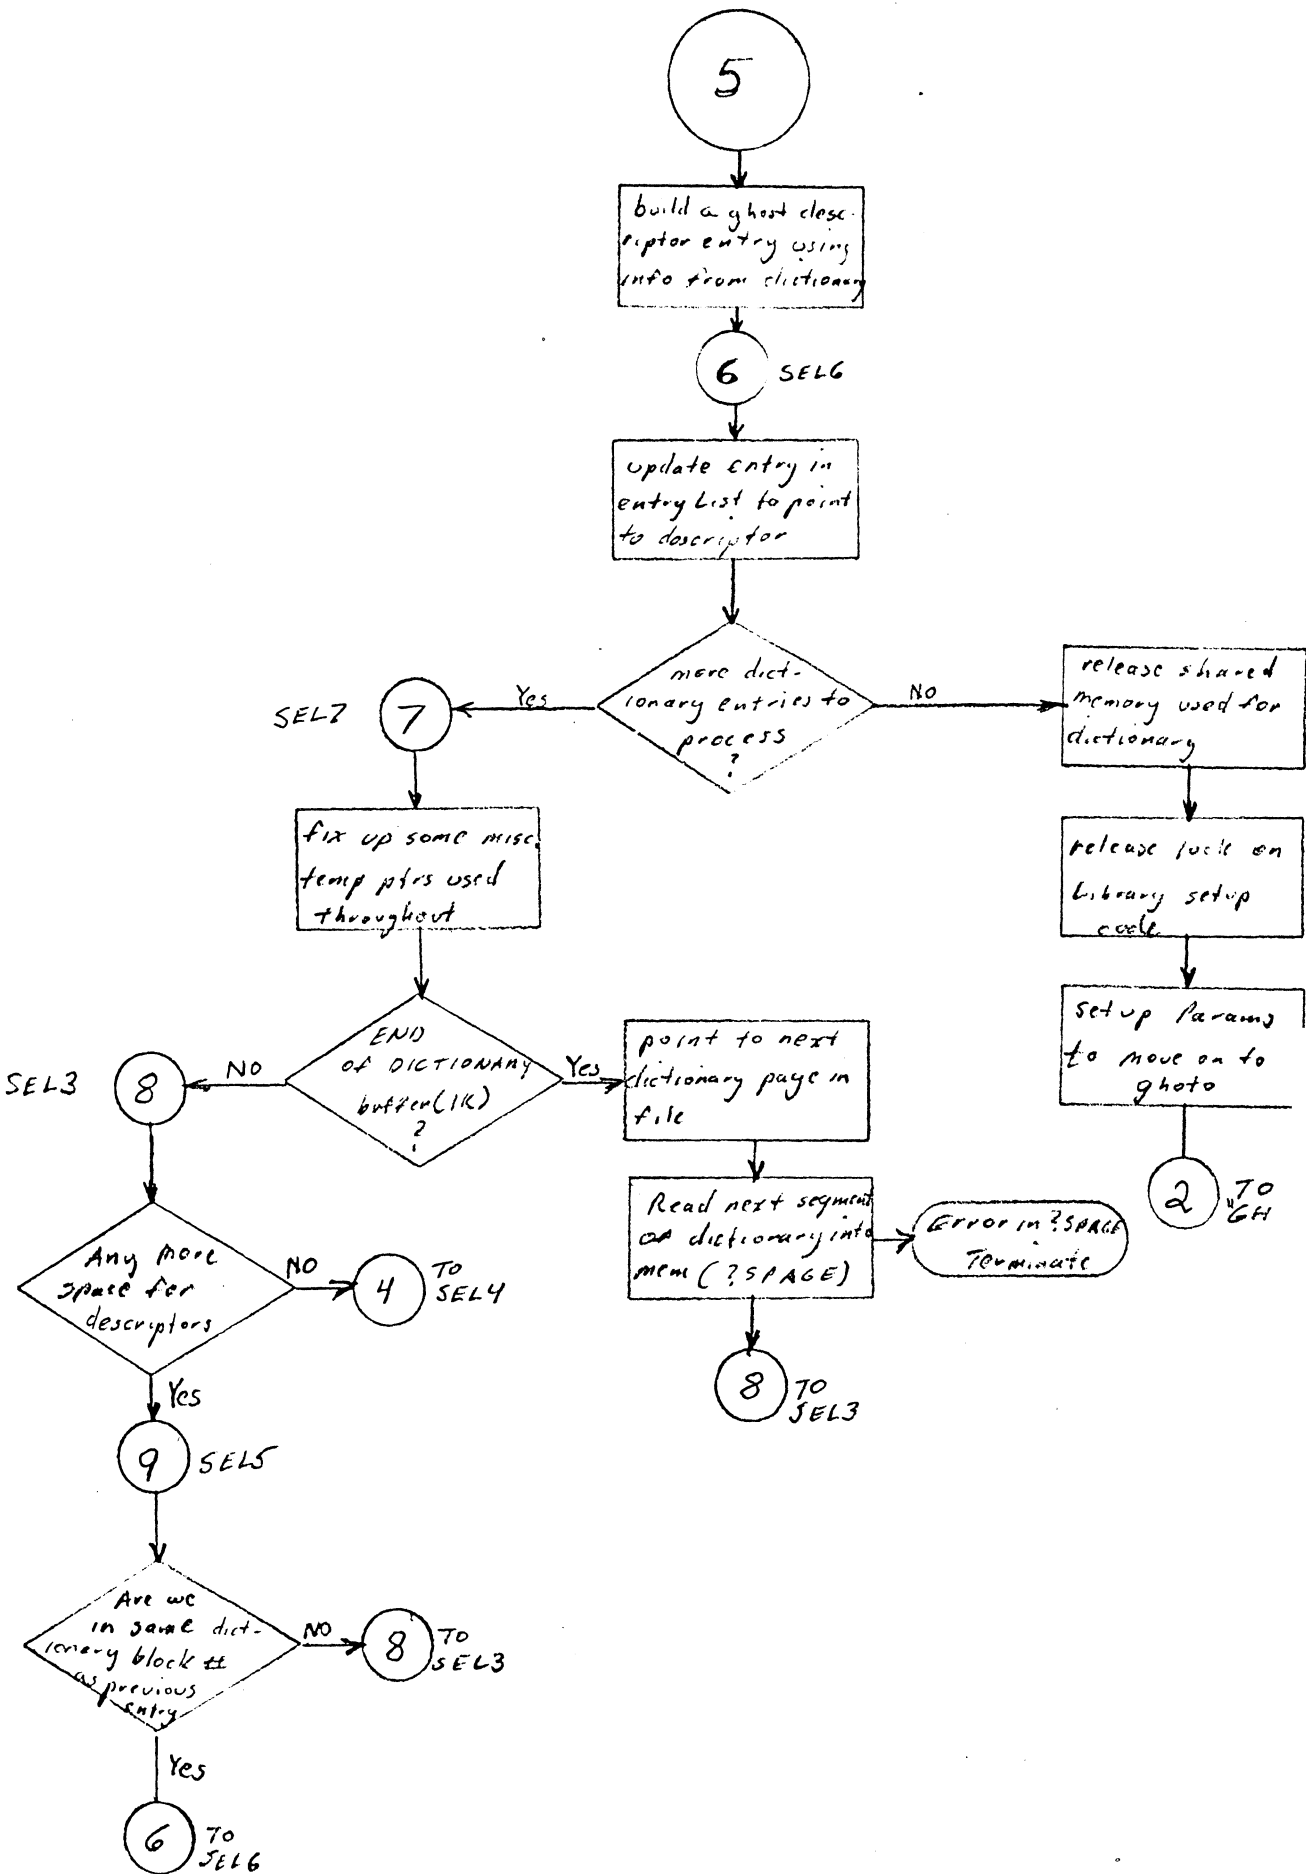 5
build a ghost desc-
riptor entry using
info from dictionary
6
SEL6
update entry in
entry List to point
to descriptor
more dict-
ionary entries to
process
?
Yes
NO
SEL7
7
release shared
memory used for
dictionary
fix up some misc.
temp ptrs used
throughout
release lock on
Library setup
code
END
OF DICTIONARY
buffer (1K)
?
NO
Yes
SEL3
8
point to next
dictionary page in
file
setup Params
to move on to
ghoto
Read next segment
of dictionary into
mem (?SPAGE)
Error in ?SPAGE
Terminate
2
TO
"GH
Any more
space for
descriptors
NO
4
TO
SEL4
Yes
8
TO
SEL3
9
SEL5
Are we
in same dict-
ionary block #
as previous
entry
NO
8
TO
SEL3
Yes
6
TO
SEL6